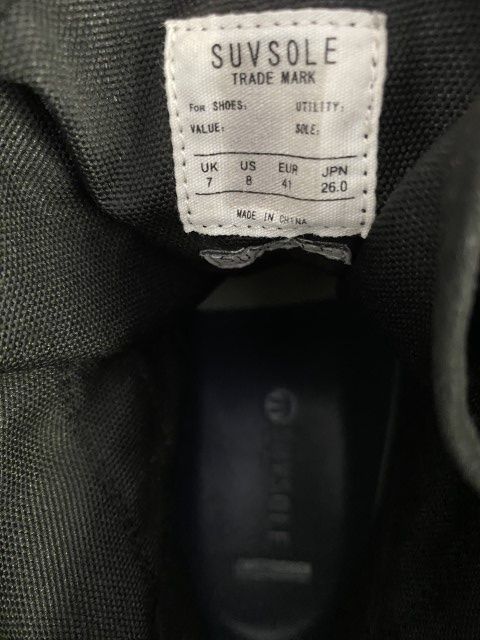 SUVSOLE
TRADE MARK
For SHOES: UTILITY:
VALUE: SOLE:
UK US EUR JPN
7 8 41 26.0
MADE IN CHINA